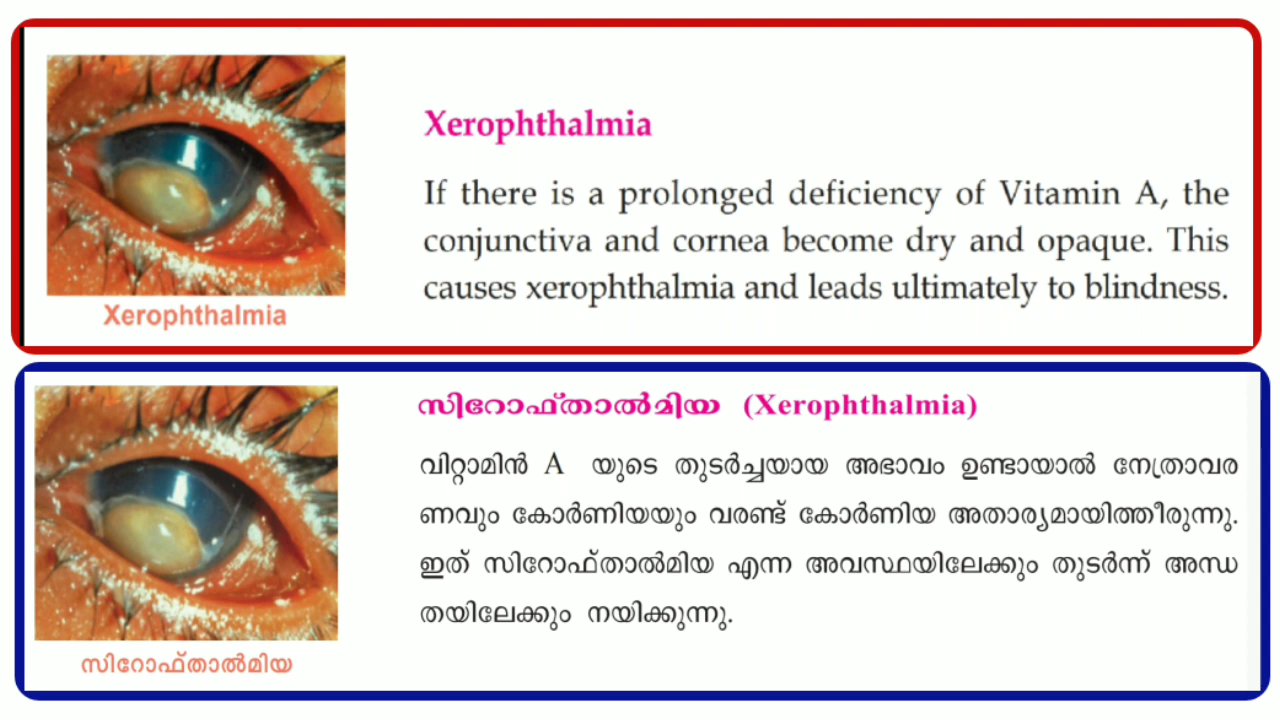 Xerophthalmia
If there is a prolonged deficiency of Vitamin A, the
conjunctiva and cornea become dry and opaque. This
causes xerophthalmia and leads ultimately to blindness.
Xerophthalmia
സിറോഫ്താൽമിയ (Xerophthalmia)
വിറ്റാമിൻ A യുടെ തുടർച്ചയായ അഭാവം ഉണ്ടായാൽ നേത്രാവര
ണവും കോർണിയയും വരണ്ട് കോർണിയ അതാര്യമായിത്തീരുന്നു.
ഇത് സിറോഫ്താൽമിയ എന്ന അവസ്ഥയിലേക്കും തുടർന്ന് അന്ധ
തയിലേക്കും നയിക്കുന്നു.
സിറോഫ്താൽമിയ